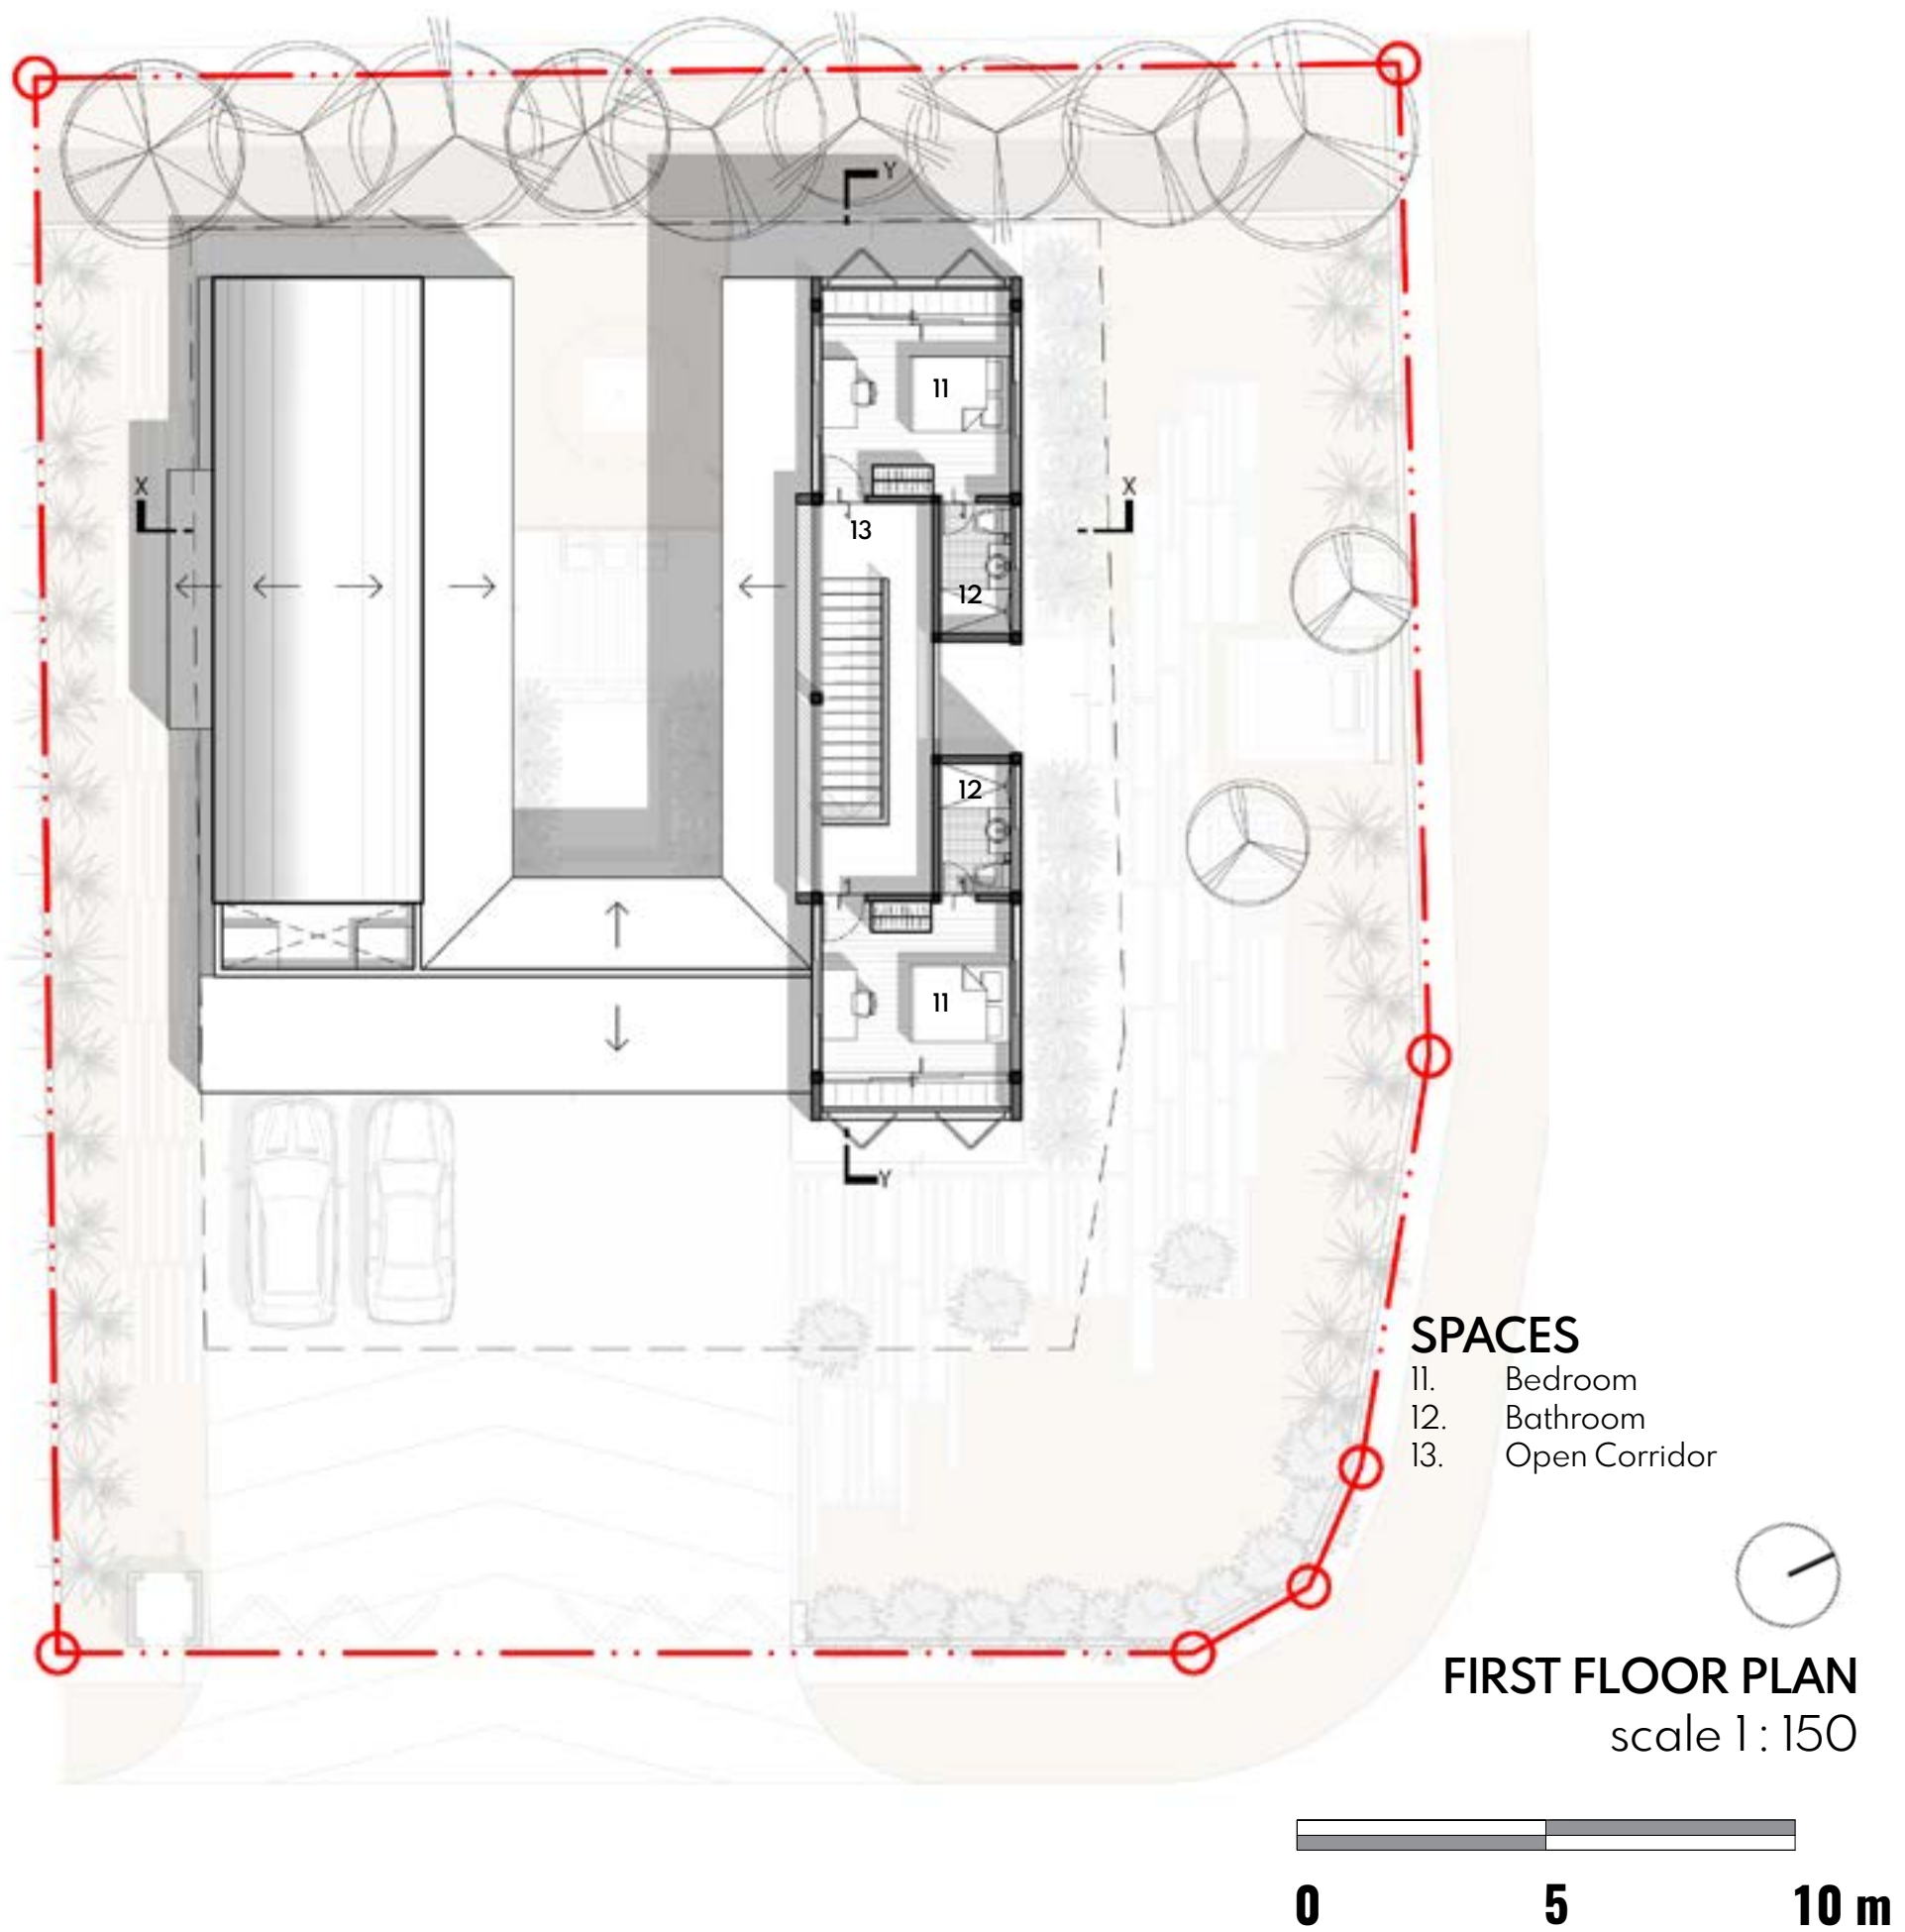 Y
11
X
X
13
12
12
11
Y
SPACES
11. Bedroom
12. Bathroom
13. Open Corridor
FIRST FLOOR PLAN
scale 1 : 150
0 5 10 m